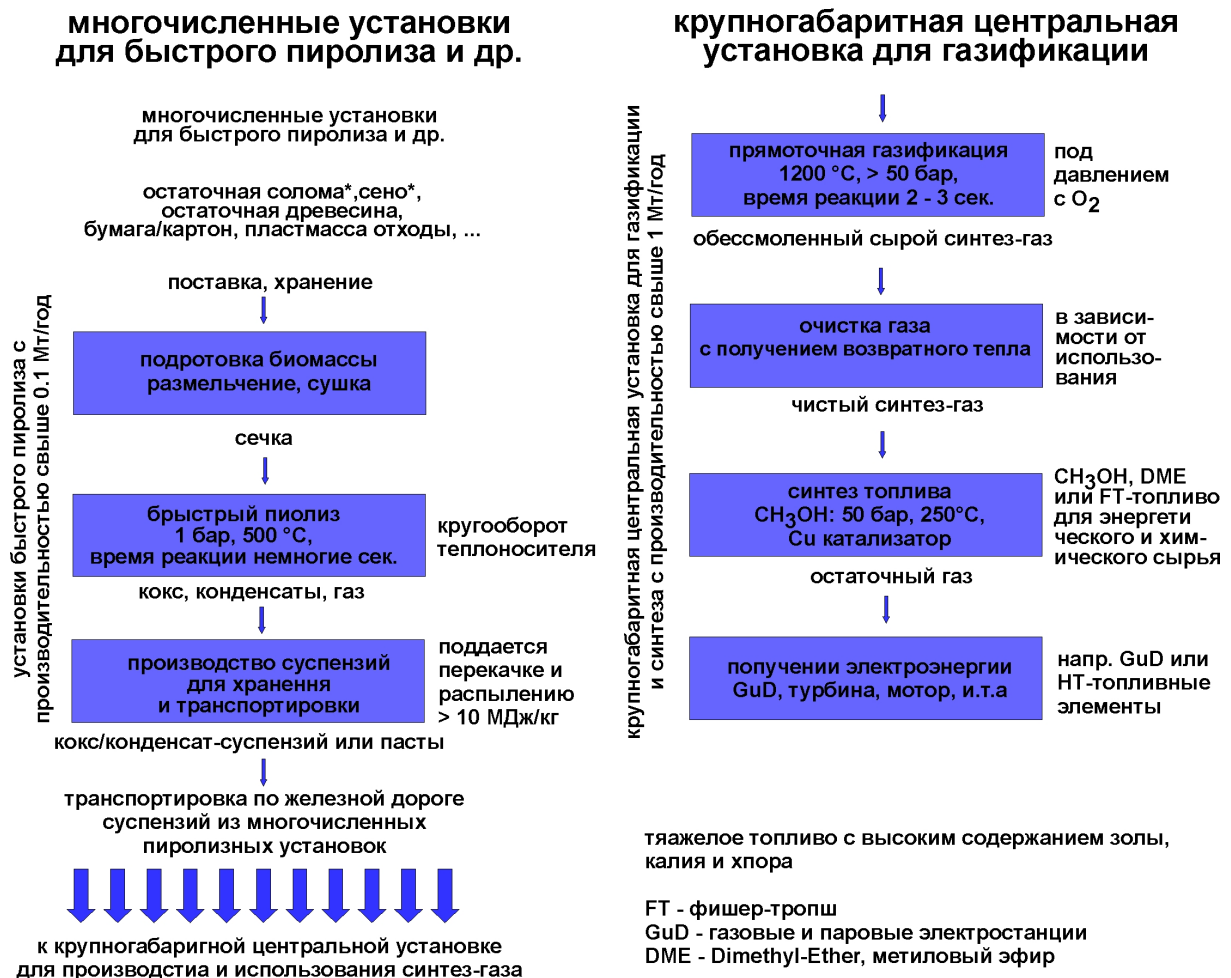 многочисленные установки
для быстрого пиролиза и др.
многочисленные установки
для быстрого пиролиза и др.
остаточная солома*,сено*,
остаточная древесина,
бумага/картон, пластмасса отходы, ...
поставка, хранение
установки быстрого пиролиза с
производительностью свыше 0.1 Мт/год
подротовка биомассы
размельчение, сушка
сечка
брыстрый пиолиз
1 бар, 500 °C,
время реакции немногие сек.
кругооборот
теплоносителя
кокс, конденсаты, газ
производство суспензий
для хранення
и транспортировки
поддается
перекачке и
распылению
> 10 МДж/кг
кокс/конденсат-суспензий или пасты
транспортировка по железной дороге
суспензий из многочисленных
пиролизных установок
к крупногабаригной центральной установке
для производстиа и использования синтез-газа
крупногабаритная центральная
установка для газификации
крупногабаритная центральная установка для газификации
и синтеза с производительностью свыше 1 Мт/год
прямоточная газификация
1200 °C, > 50 бар,
время реакции 2 - 3 сек.
под
давлением
с O2
обессмоленный сырой синтез-газ
очистка газа
с получением возвратного тепла
в зависи-
мости от
использо-
вания
чистый синтез-газ
синтез топлива
CH3OH: 50 бар, 250°C,
Cu катализатор
CH3OH, DME
или FT-топливо
для энергети
ческого и хим-
ического сырья
остаточный газ
получении электроэнергии
GuD, турбина, мотор, и.т.а
напр. GuD или
НТ-топливные
элементы
тяажелое топливо с высоким содержанием золы,
калия и хпора
FT - фишер-тропш
GuD - газовые и паровые электростанции
DME - Dimethyl-Ether, метиловый эфир